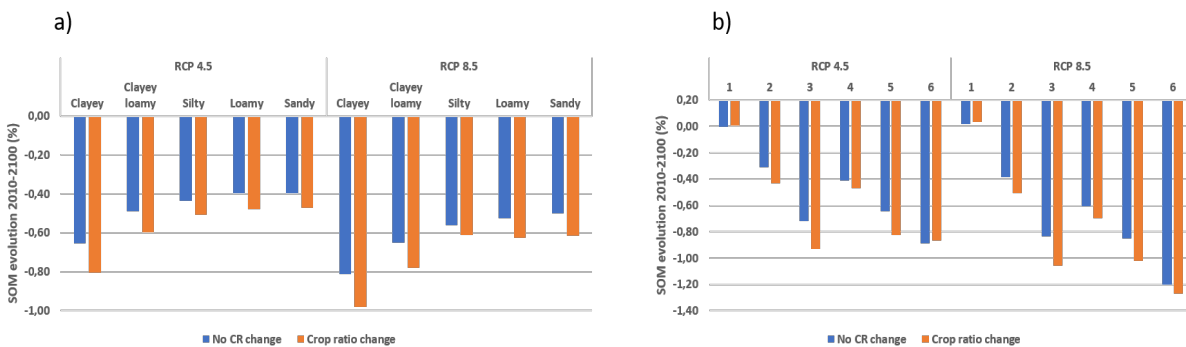 a)
RCP 4.5 RCP 8.5
Clayey Clayey loamy Silty Loamy Sandy Clayey Clayey loamy Silty Loamy Sandy
0,00
-0,20
-0,40
-0,60
-0,80
-1,00
SOM evolution 2010-2100 (%)
No CR change Crop ratio change
b)
RCP 4.5 RCP 8.5
1 2 3 4 5 6 1 2 3 4 5 6
0,20
0,00
-0,20
-0,40
-0,60
-0,80
-1,00
-1,20
-1,40
SOM evolution 2010-2100 (%)
No CR change Crop ratio change